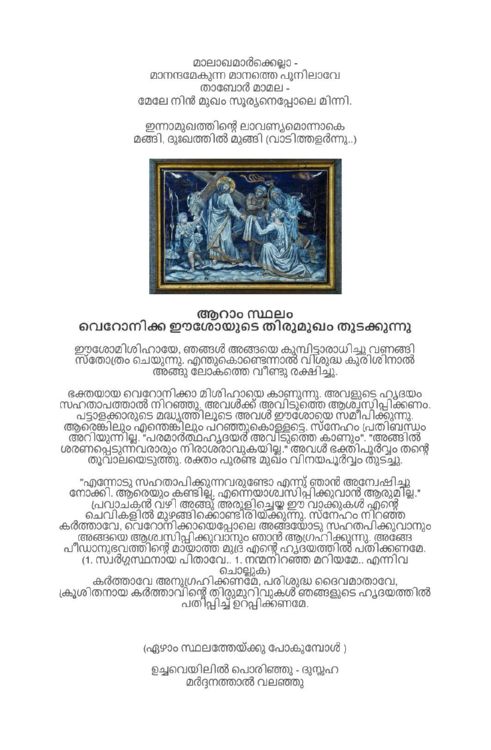 മാലാഖമാർക്കെല്ലാ -
മാനന്ദമേകുന്ന മാനത്തെ പൂനിലാവേ
താബോർ മാമല -
മേലേ നിൻ മുഖം സൂര്യനെപ്പോലെ മിന്നി.
ഇന്നാമുഖത്തിന്റെ ലാവണ്യമൊന്നാകെ
മങ്ങി, ദുഃഖത്തിൽ മുങ്ങി (വാടിത്തളർന്നു..)
ആറാം സ്ഥലം
വെറോനിക്ക ഈശോയുടെ തിരുമുഖം തുടക്കുന്നു
ഈശോമിശിഹായേ, ഞങ്ങൾ അങ്ങയെ കുമ്പിട്ടാരാധിച്ചു വണങ്ങി
സ്തോത്രം ചെയുന്നു. എന്തുകൊണ്ടെന്നാൽ വിശുദ്ധ കുരിശിനാൽ
അങ്ങു ലോകത്തെ വീണ്ടു രക്ഷിച്ചു.
ഭക്തയായ വെറോനിക്കാ മിശിഹായെ കാണുന്നു. അവളുടെ ഹൃദയം
സഹതാപത്താൽ നിറഞ്ഞു. അവൾക്ക് അവിടുത്തെ ആശ്വസിപ്പിക്കണം.
പട്ടാളക്കാരുടെ മദ്ധ്യത്തിലൂടെ അവൾ ഈശോയെ സമീപിക്കുന്നു.
ആരെങ്കിലും എന്തെങ്കിലും പറഞ്ഞുകൊള്ളട്ടെ. സ്നേഹം പ്രതിബന്ധം
അറിയുന്നില്ല. "പരമാർത്ഥഹൃദയർ അവിടുത്തെ കാണും". "അങ്ങിൽ
ശരണപ്പെടുന്നവരാരും നിരാശരാവുകയില്ല." അവൾ ഭക്തിപൂർവ്വം തന്റെ
തൂവാലയെടുത്തു. രക്തം പുരണ്ട മുഖം വിനയപൂർവ്വം തുടച്ചു.
"എന്നോടു സഹതാപിക്കുന്നവരുണ്ടോ എന്നു് ഞാൻ അന്വേഷിച്ചു
നോക്കി. ആരെയും കണ്ടില്ല. എന്നെയാശ്വസിപ്പിക്കുവാൻ ആരുമില്ല."
പ്രവാചകൻ വഴി അങ്ങു അരുളിച്ചെയ്ത ഈ വാക്കുകൾ എന്റെ
ചെവികളിൽ മുഴങ്ങിക്കൊണ്ടിരിയ്ക്കുന്നു. സ്നേഹം നിറഞ്ഞ
കർത്താവേ, വെറോനിക്കായെപ്പോലെ അങ്ങയോടു സഹതപിക്കുവാനും
അങ്ങയെ ആശ്വസിപ്പിക്കുവാനും ഞാൻ ആഗ്രഹിക്കുന്നു. അങ്ങേ
പീഡാനുഭവത്തിന്റെ മായാത്ത മുദ്ര എന്റെ ഹൃദയത്തിൽ പതിക്കണമേ.
(1. സ്വർഗ്ഗസ്ഥനായ പിതാവേ.. 1. നന്മനിറഞ്ഞ മറിയമേ.. എന്നിവ
ചൊല്ലുക)
കർത്താവേ അനുഗ്രഹിക്കണമേ, പരിശുദ്ധ ദൈവമാതാവേ,
ക്രൂശിതനായ കർത്താവിന്റെ തിരുമുറിവുകൾ ഞങ്ങളുടെ ഹൃദയത്തിൽ
പതിപ്പിച്ച് ഉറപ്പിക്കണമേ.
(ഏഴാം സ്ഥലത്തേയ്ക്കു പോകുമ്പോൾ )
ഉച്ചവെയിലിൽ പൊരിഞ്ഞു - ദുസ്സഹ
മർദ്ദനത്താൽ വലഞ്ഞു